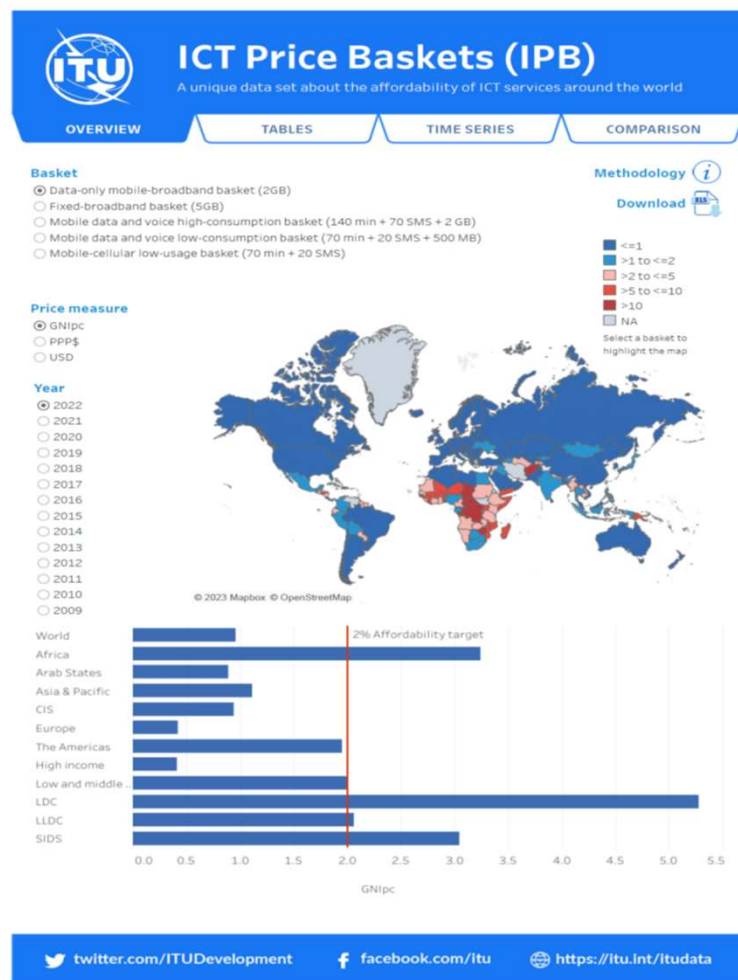 ITU
ICT Price Baskets (IPB)
A unique data set about the affordability of ICT services around the world
OVERVIEW
TABLES
TIME SERIES
COMPARISON
Basket
Data-only mobile-broadband basket (2GB)
Fixed-broadband basket (5GB)
Mobile data and voice high-consumption basket (140 min + 70 SMS + 2 GB)
Mobile data and voice low-consumption basket (70 min + 20 SMS + 500 MB)
Mobile-cellular low-usage basket (70 min + 20 SMS)
Methodology i
Download XLS
<=1
>1 to <=2
>2 to <=5
>5 to <=10
>10
NA
Select a basket to
highlight the map
Price measure
GNIpc
PPP$
USD
Year
2022
2021
2020
2019
2018
2017
2016
2015
2014
2013
2012
2011
2010
2009
© 2023 Mapbox © OpenStreetMap
2% Affordability target
World
Africa
Arab States
Asia & Pacific
CIS
Europe
The Americas
High income
Low and middle ..
LDC
LLDC
SIDS
0.0 0.5 1.0 1.5 2.0 2.5 3.0 3.5 4.0 4.5 5.0 5.5
GNIpc
twitter.com/ITUDevelopment
facebook.com/itu
https://itu.int/itudata